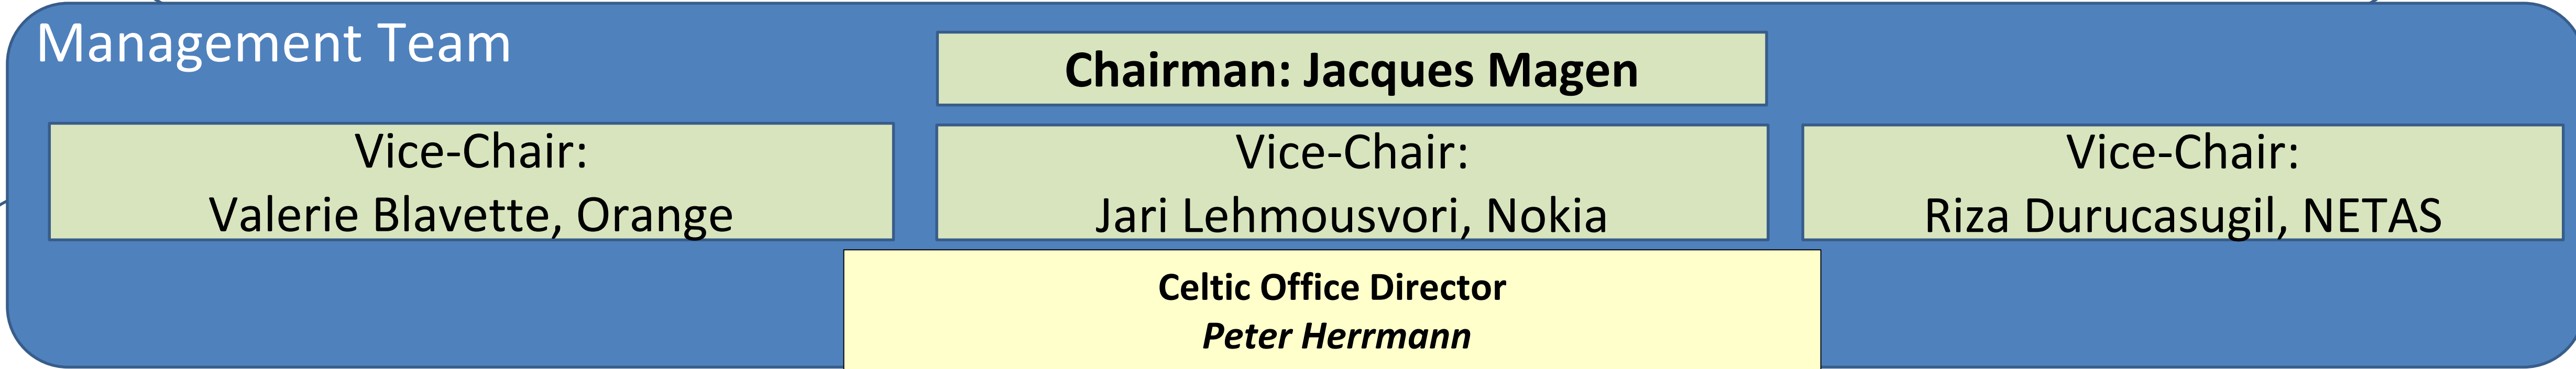 Management Team
Chairman: Jacques Magen
Vice-Chair:
Valerie Blavette, Orange
Vice-Chair:
Jari Lehmousvori, Nokia
Vice-Chair:
Riza Durucasugil, NETAS
Celtic Office Director
Peter Herrmann